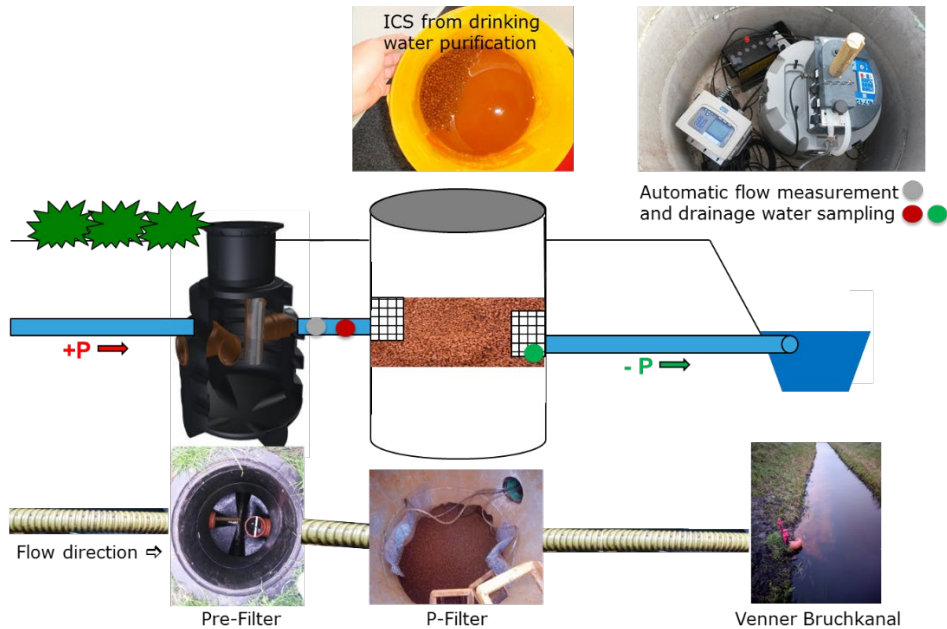 ICS from drinking
water purification
Automatic flow measurement
and drainage water sampling
+P
- P
Flow direction ⇨
Pre-Filter
P-Filter
Venner Bruchkanal